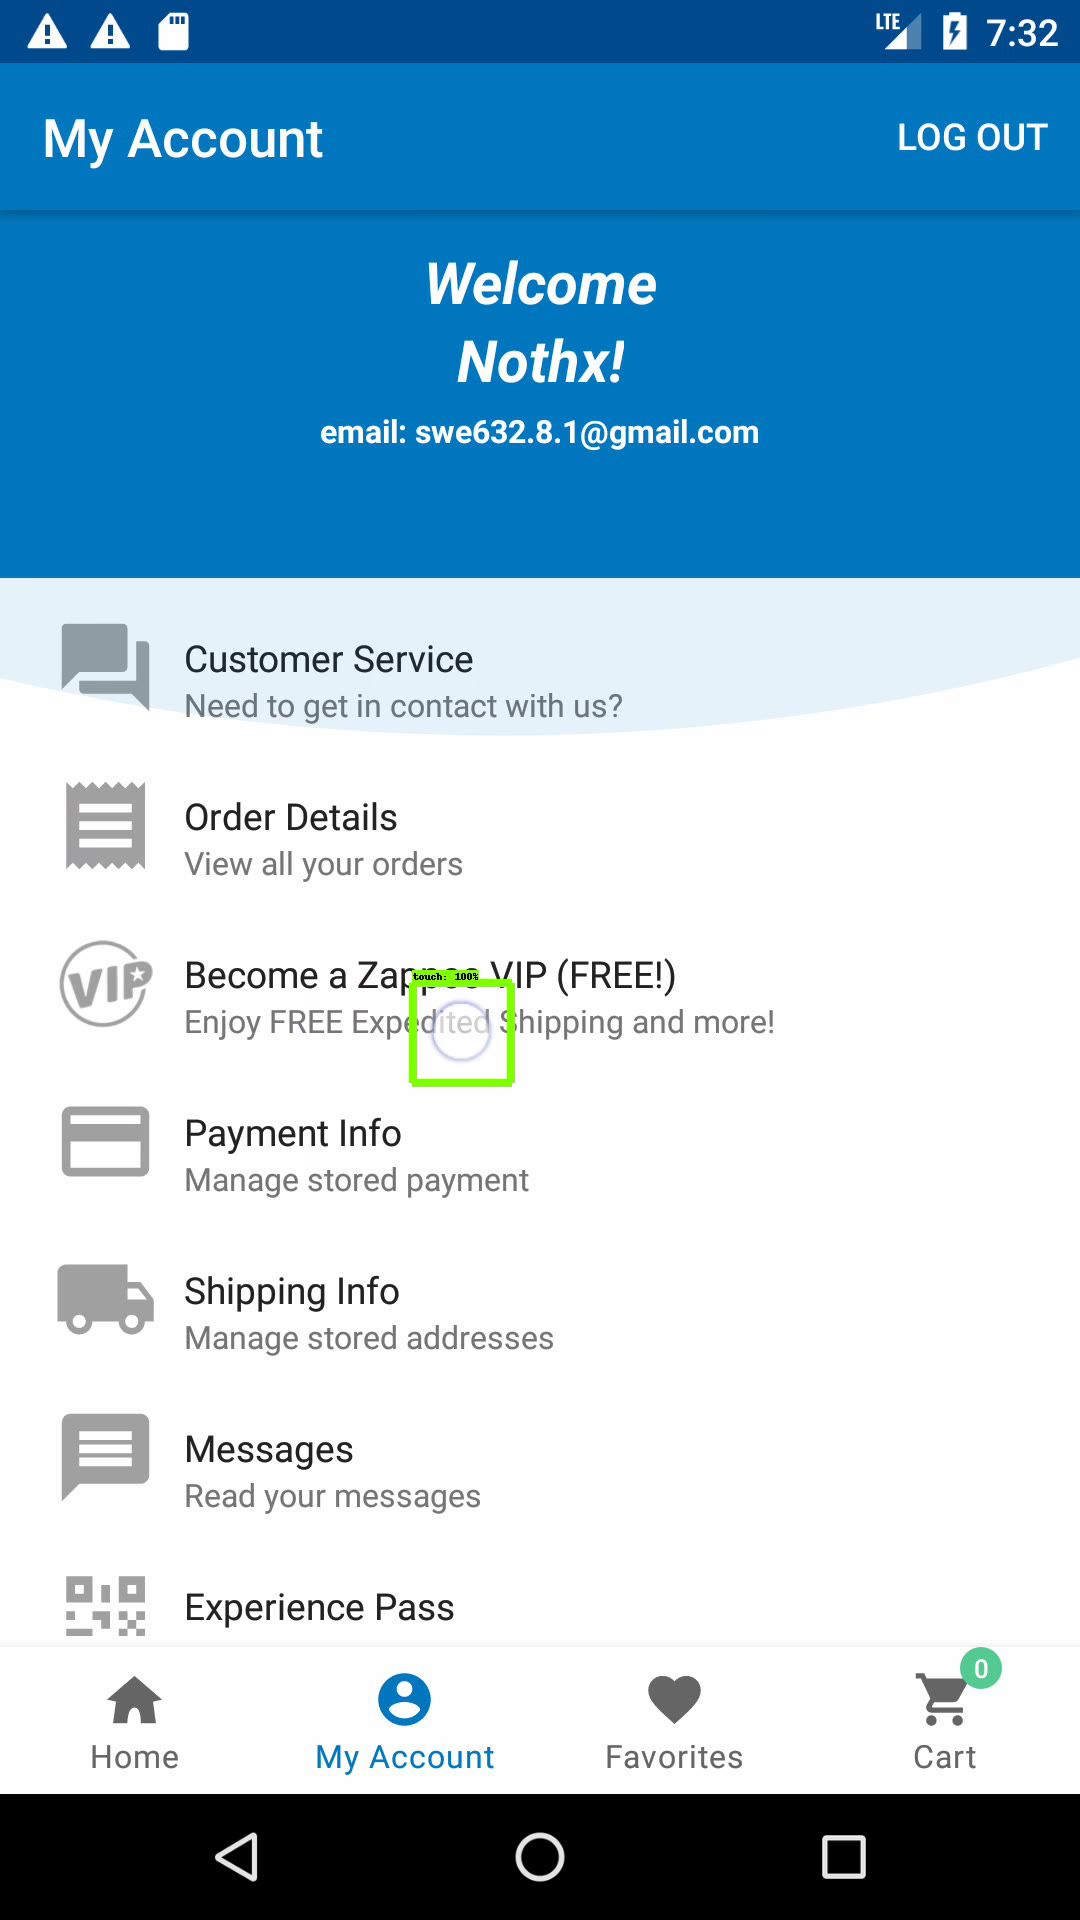 LTE 7:32
My Account LOG OUT
Welcome
Nothx!
email: swe632.8.1@gmail.com
Customer Service
Need to get in contact with us?
Order Details
View all your orders
VIP
Become a Zappos VIP (FREE!)
touch: 100%
Enjoy FREE Expedited Shipping and more!
Payment Info
Manage stored payment
Shipping Info
Manage stored addresses
Messages
Read your messages
Experience Pass
0
Home My Account Favorites Cart